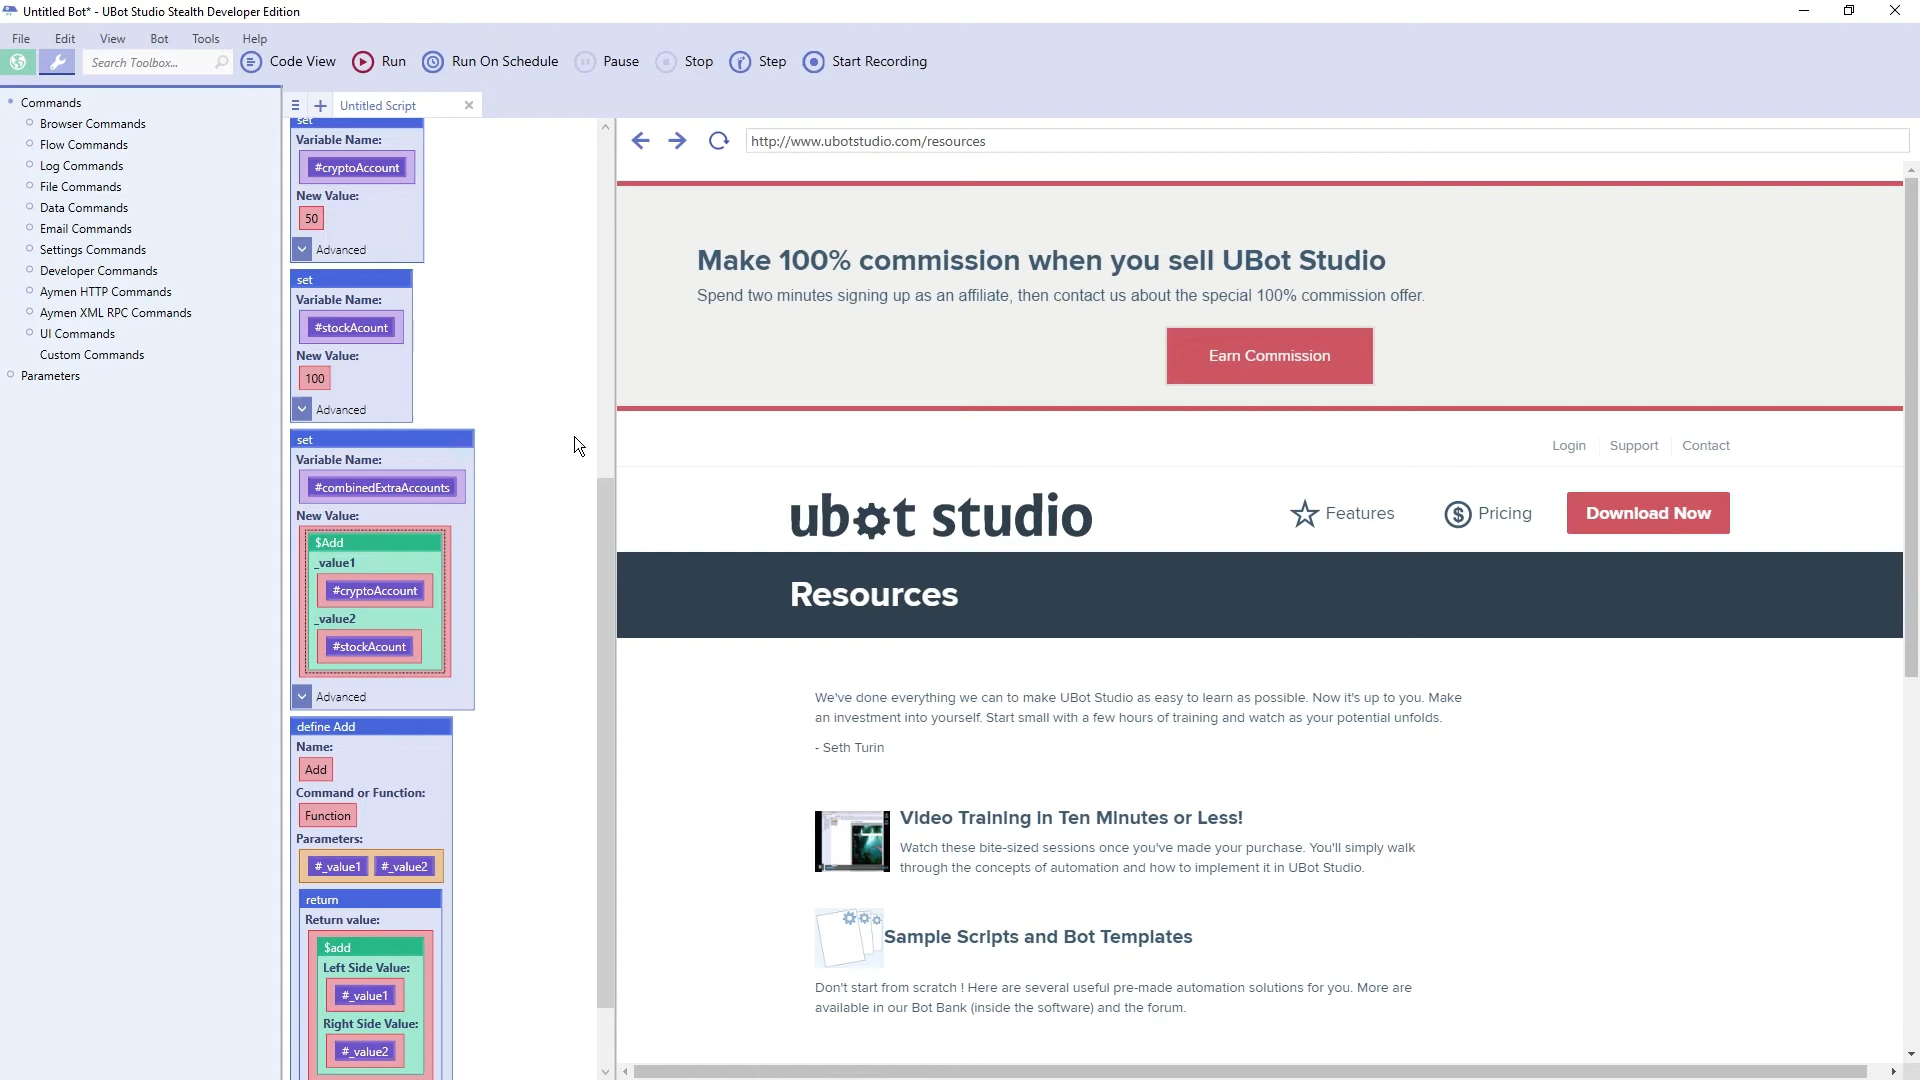 Untitled Bot* - UBot Studio Stealth Developer Edition
File Edit View Bot Tools Help
Search Toolbox... Code View Run Run On Schedule Pause Stop Step Start Recording
Commands
Browser Commands
Flow Commands
Log Commands
File Commands
Data Commands
Email Commands
Settings Commands
Developer Commands
Aymen HTTP Commands
Aymen XML RPC Commands
UI Commands
Custom Commands
Parameters
Untitled Script
set
Variable Name:
#cryptoAccount
New Value:
50
Advanced
set
Variable Name:
#stockAcount
New Value:
100
Advanced
set
Variable Name:
#combinedExtraAccounts
New Value:
$Add
_value1
#cryptoAccount
_value2
#stockAcount
Advanced
define Add
Name:
Add
Command or Function:
Function
Parameters:
#_value1 #_value2
return
Return value:
$add
Left Side Value:
#_value1
Right Side Value:
#_value2
http://www.ubotstudio.com/resources
Make 100% commission when you sell UBot Studio
Spend two minutes signing up as an affiliate, then contact us about the special 100% commission offer.
Earn Commission
Login Support Contact
ubot studio
Features Pricing Download Now
Resources
We've done everything we can to make UBot Studio as easy to learn as possible. Now it's up to you. Make
an investment into yourself. Start small with a few hours of training and watch as your potential unfolds.
- Seth Turin
Video Training in Ten Minutes or Less!
Watch these bite-sized sessions once you've made your purchase. You'll simply walk
through the concepts of automation and how to implement it in UBot Studio.
Sample Scripts and Bot Templates
Don't start from scratch ! Here are several useful pre-made automation solutions for you. More are
available in our Bot Bank (inside the software) and the forum.